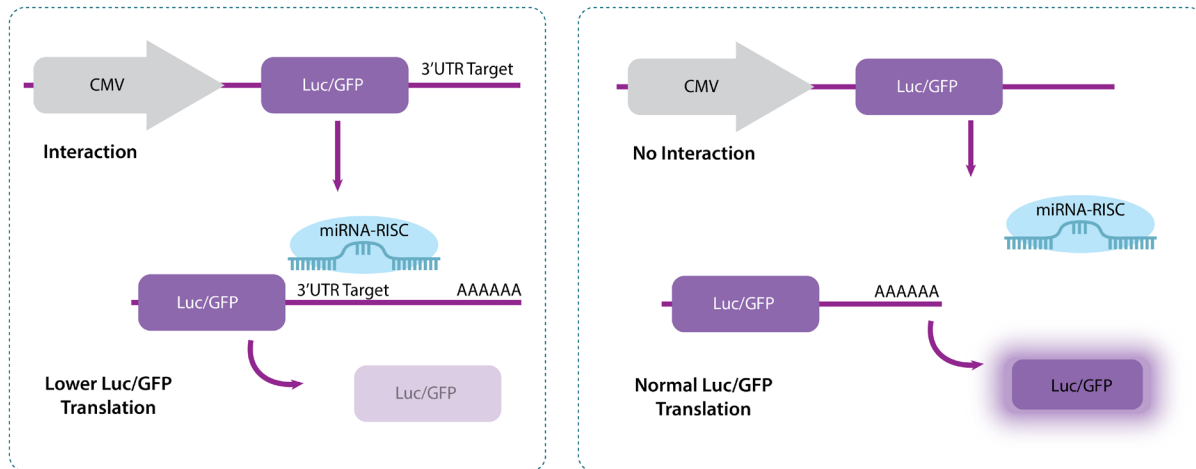 CMV
Luc/GFP
3’UTR Target
Interaction
miRNA-RISC
Luc/GFP
3’UTR Target
AAAAAA
Lower Luc/GFP
Translation
Luc/GFP
CMV
Luc/GFP
No Interaction
miRNA-RISC
Luc/GFP
AAAAAA
Normal Luc/GFP
Translation
Luc/GFP